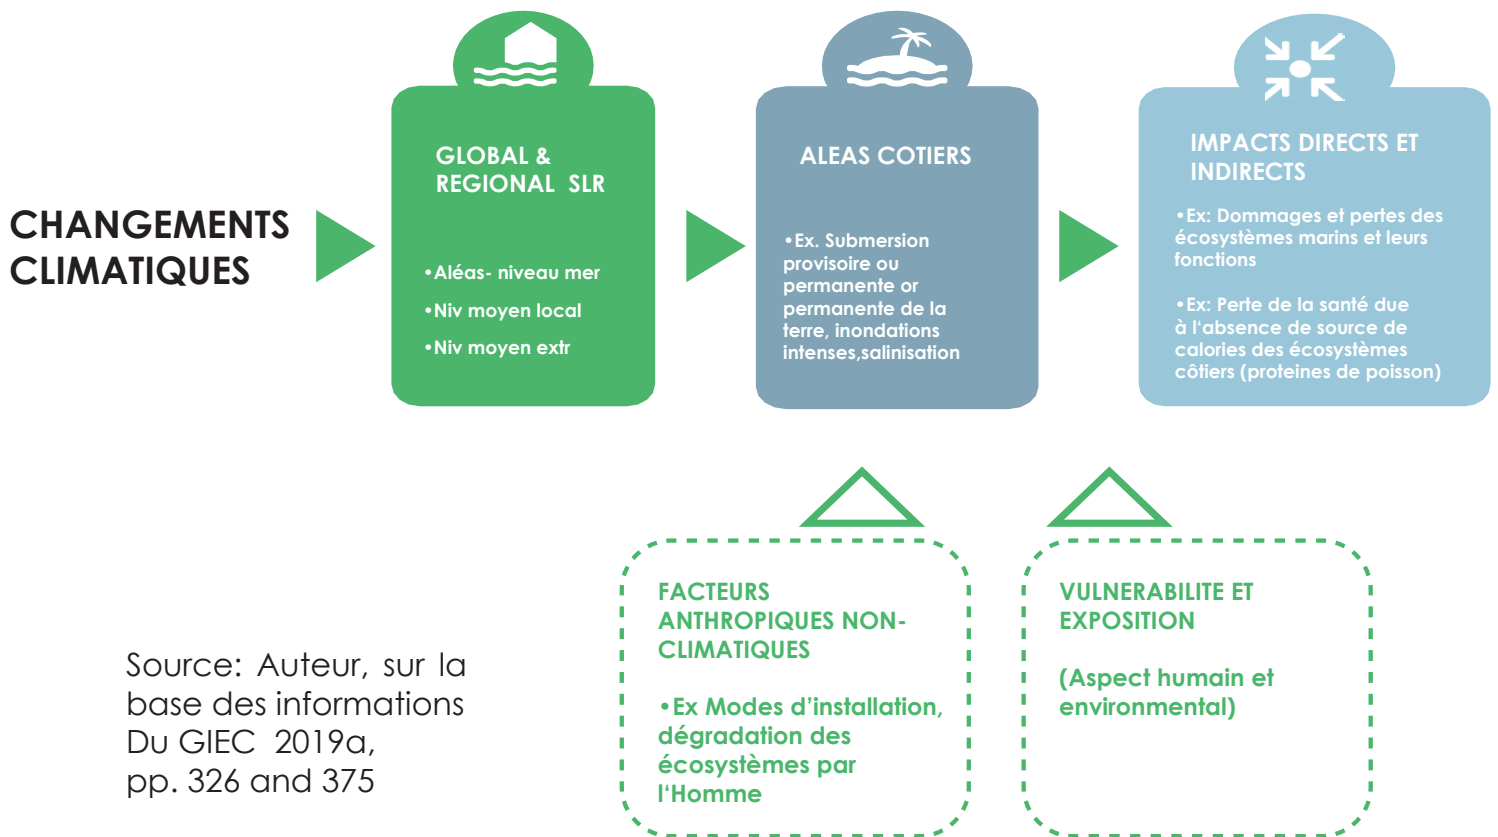 CHANGEMENTS
CLIMATIQUES
GLOBAL &
REGIONAL SLR
•Aléas- niveau mer
•Niv moyen local
•Niv moyen extr
ALEAS COTIERS
•Ex. Submersion
provisoire ou
permanente or
permanente de la
terre, inondations
intenses,salinisation
IMPACTS DIRECTS ET
INDIRECTS
•Ex: Dommages et pertes des
écosystèmes marins et leurs
fonctions
•Ex: Perte de la santé due
à l‘absence de source de
calories des écosystèmes
côtiers (proteines de poisson)
FACTEURS
ANTHROPIQUES NON-
CLIMATIQUES
•Ex Modes d’installation,
dégradation des
écosystèmes par
l‘Homme
VULNERABILITE ET
EXPOSITION
(Aspect humain et
environmental)
Source: Auteur, sur la
base des informations
Du GIEC 2019a,
pp. 326 and 375